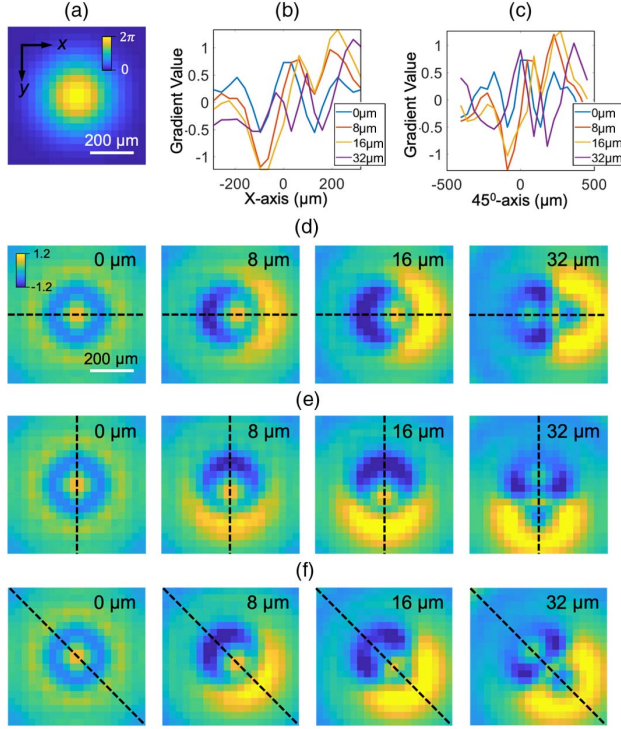 (a)
(b)
(c)
x
y
2π
0
200 μm
Gradient Value
1
0.5
0
-0.5
-1
-200
0
200
X-axis (μm)
0μm
8μm
16μm
32μm
Gradient Value
1
0.5
0
-0.5
-1
-500
0
500
45⁰-axis (μm)
0μm
8μm
16μm
32μm
(d)
1.2
-1.2
0 μm
8 μm
16 μm
32 μm
200 μm
(e)
0 μm
8 μm
16 μm
32 μm
(f)
0 μm
8 μm
16 μm
32 μm